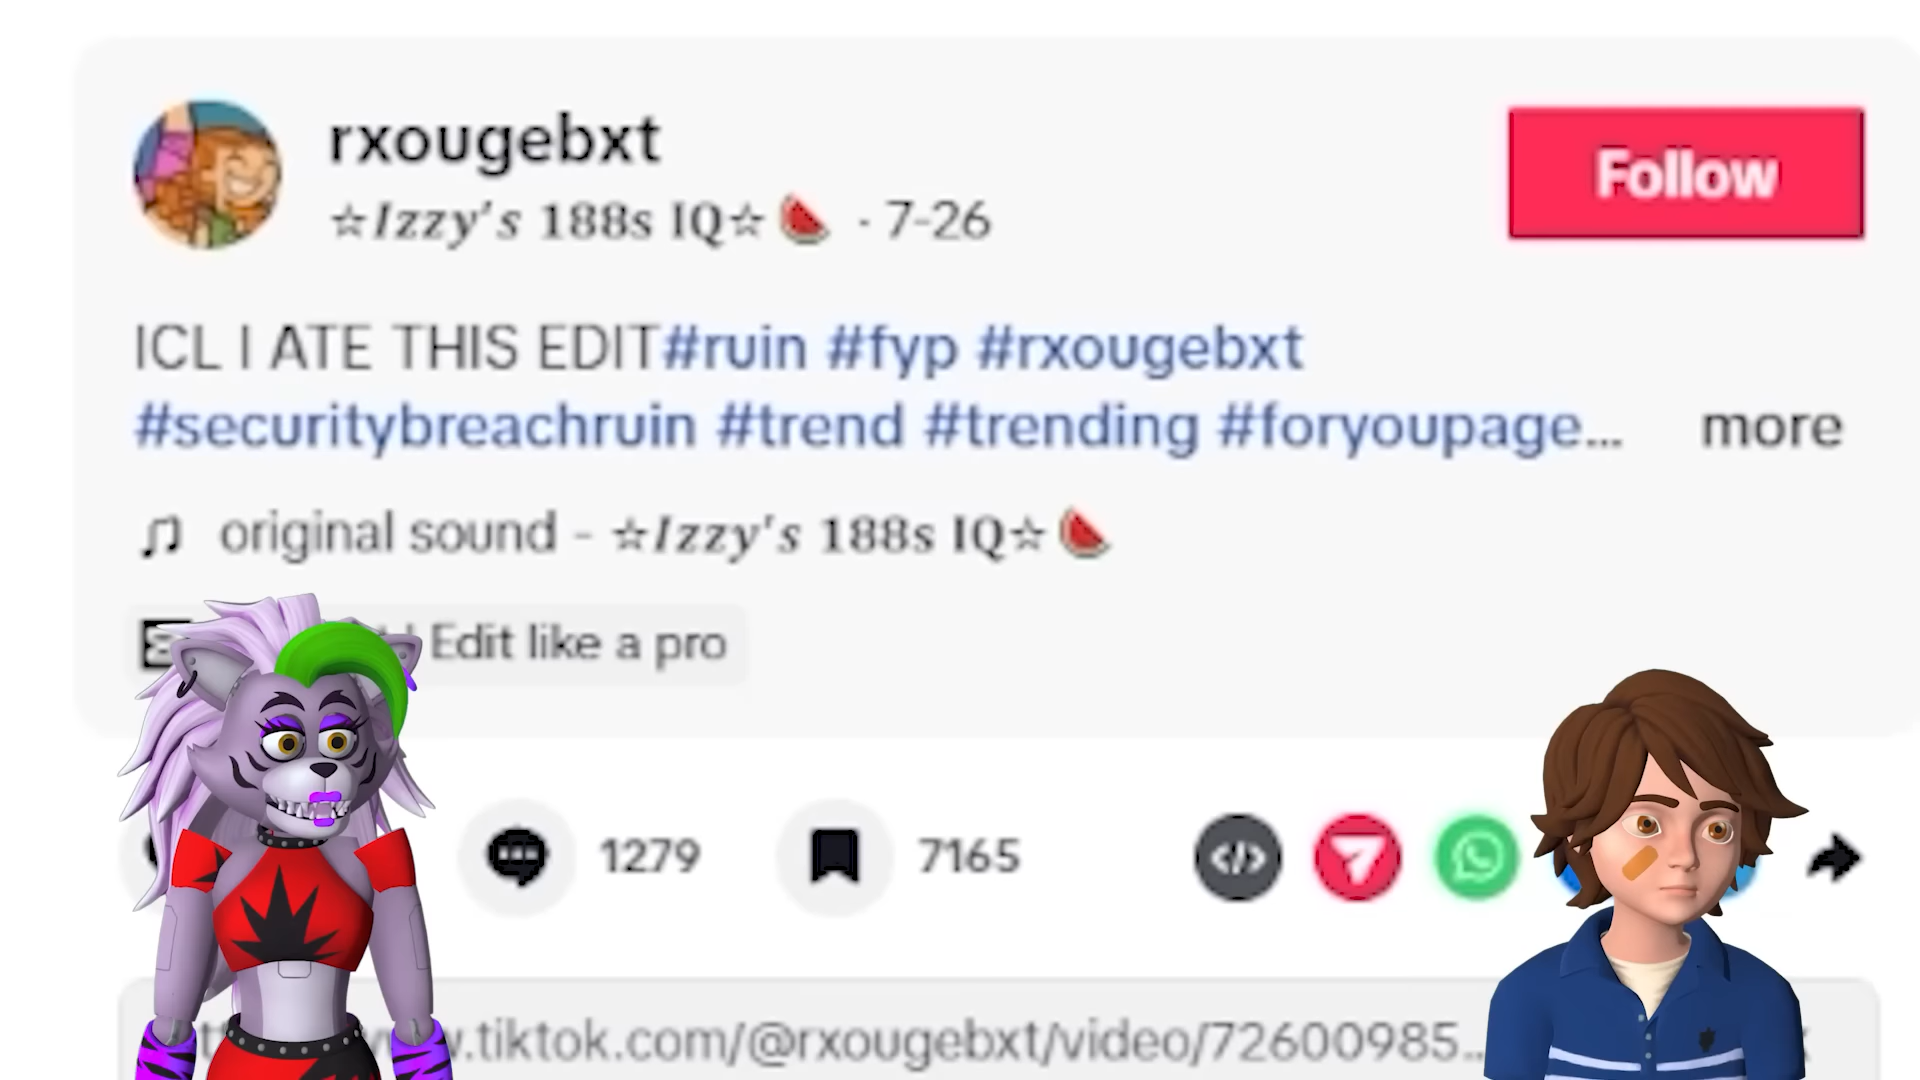 rxougebxt
☆Izzy's 188s IQ☆🍉 · 7-26
Follow
ICL I ATE THIS EDIT#ruin #fyp #rxougebxt
#securitybreachruin #trend #trending #foryoupage... more
original sound - ☆Izzy's 188s IQ☆🍉
| Edit like a pro
1279
7165
w.tiktok.com/@rxougebxt/video/72600985...